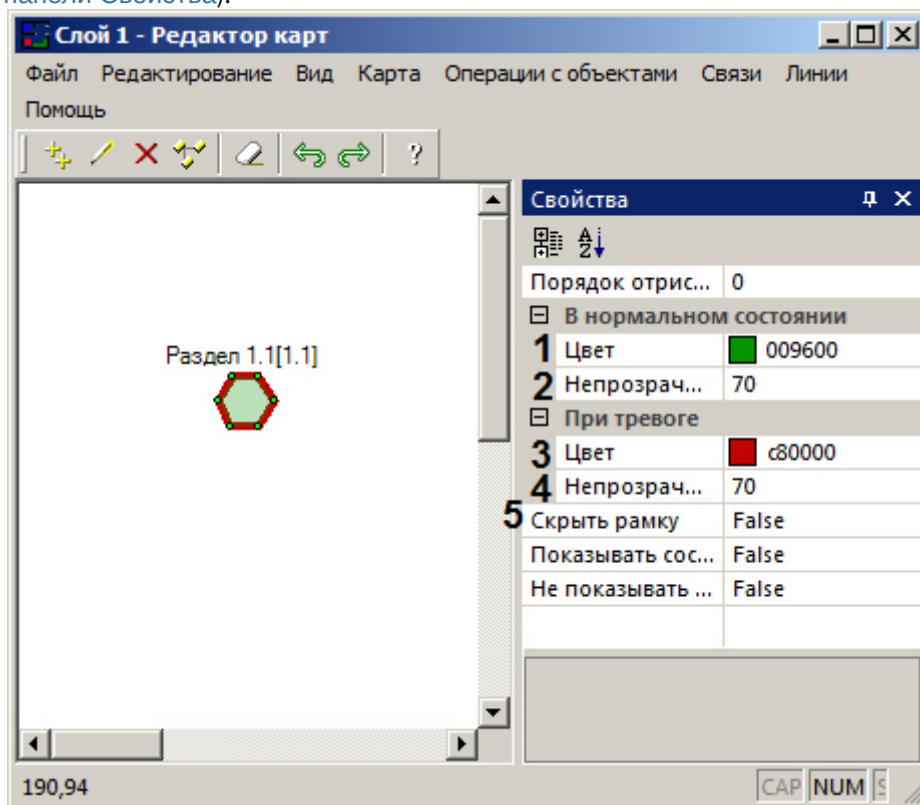 панели Свойства).
Слой 1 - Редактор карт
Файл Редактирование Вид Карта Операции с объектами Связи Линии
Помощь
?
Свойства
A
Z
Порядок отрис... 0
В нормальном состоянии
1 Цвет 009600
2 Непрозрач... 70
При тревоге
3 Цвет c80000
4 Непрозрач... 70
5 Скрыть рамку False
Показывать сос... False
Не показывать ... False
Раздел 1.1[1.1]
190,94
CAP NUM S